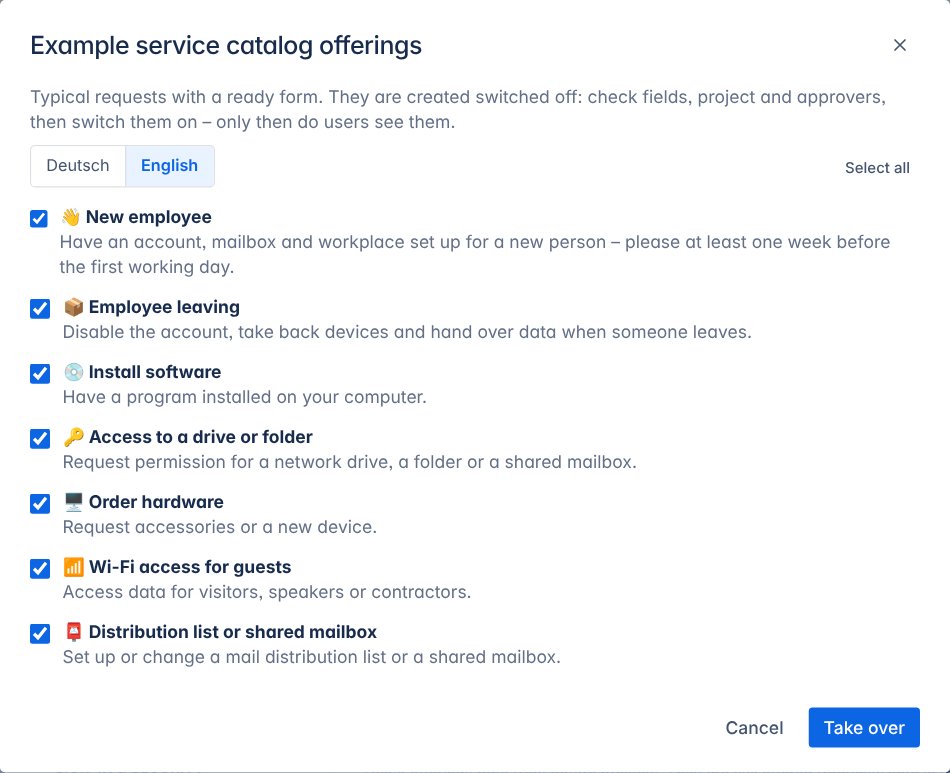 Example service catalog offerings
Typical requests with a ready form. They are created switched off: check fields, project and approvers,
then switch them on – only then do users see them.
Deutsch English
Select all
New employee
Have an account, mailbox and workplace set up for a new person – please at least one week before
the first working day.
Employee leaving
Disable the account, take back devices and hand over data when someone leaves.
Install software
Have a program installed on your computer.
Access to a drive or folder
Request permission for a network drive, a folder or a shared mailbox.
Order hardware
Request accessories or a new device.
Wi-Fi access for guests
Access data for visitors, speakers or contractors.
Distribution list or shared mailbox
Set up or change a mail distribution list or a shared mailbox.
Cancel Take over